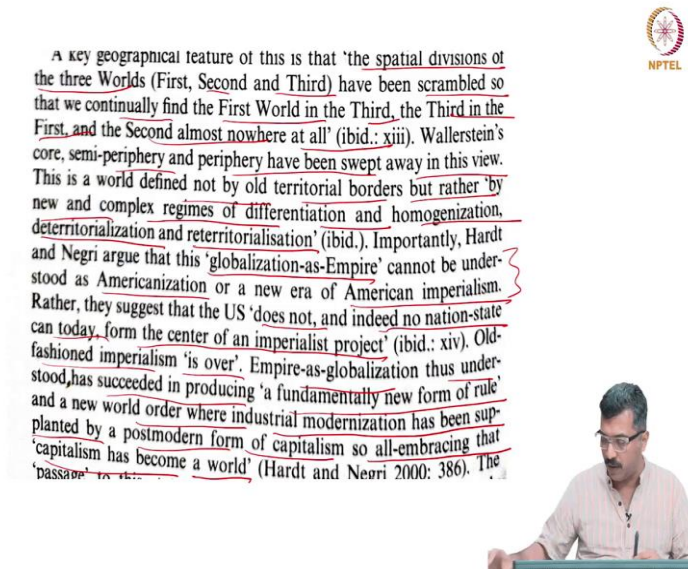 NPTEL
A key geographical feature of this is that ‘the spatial divisions of
the three Worlds (First, Second and Third) have been scrambled so
that we continually find the First World in the Third, the Third in the
First, and the Second almost nowhere at all’ (ibid.: xiii). Wallerstein’s
core, semi-periphery and periphery have been swept away in this view.
This is a world defined not by old territorial borders but rather ‘by
new and complex regimes of differentiation and homogenization,
deterritorialization and reterritorialisation’ (ibid.). Importantly, Hardt
and Negri argue that this ‘globalization-as-Empire’ cannot be under-
stood as Americanization or a new era of American imperialism.
Rather, they suggest that the US ‘does not, and indeed no nation-state
can today, form the center of an imperialist project’ (ibid.: xiv). Old-
fashioned imperialism ‘is over’. Empire-as-globalization thus under-
stood, has succeeded in producing ‘a fundamentally new form of rule’
and a new world order where industrial modernization has been sup-
planted by a postmodern form of capitalism so all-embracing that
‘capitalism has become a world’ (Hardt and Negri 2000: 386). The
‘passage’ to this